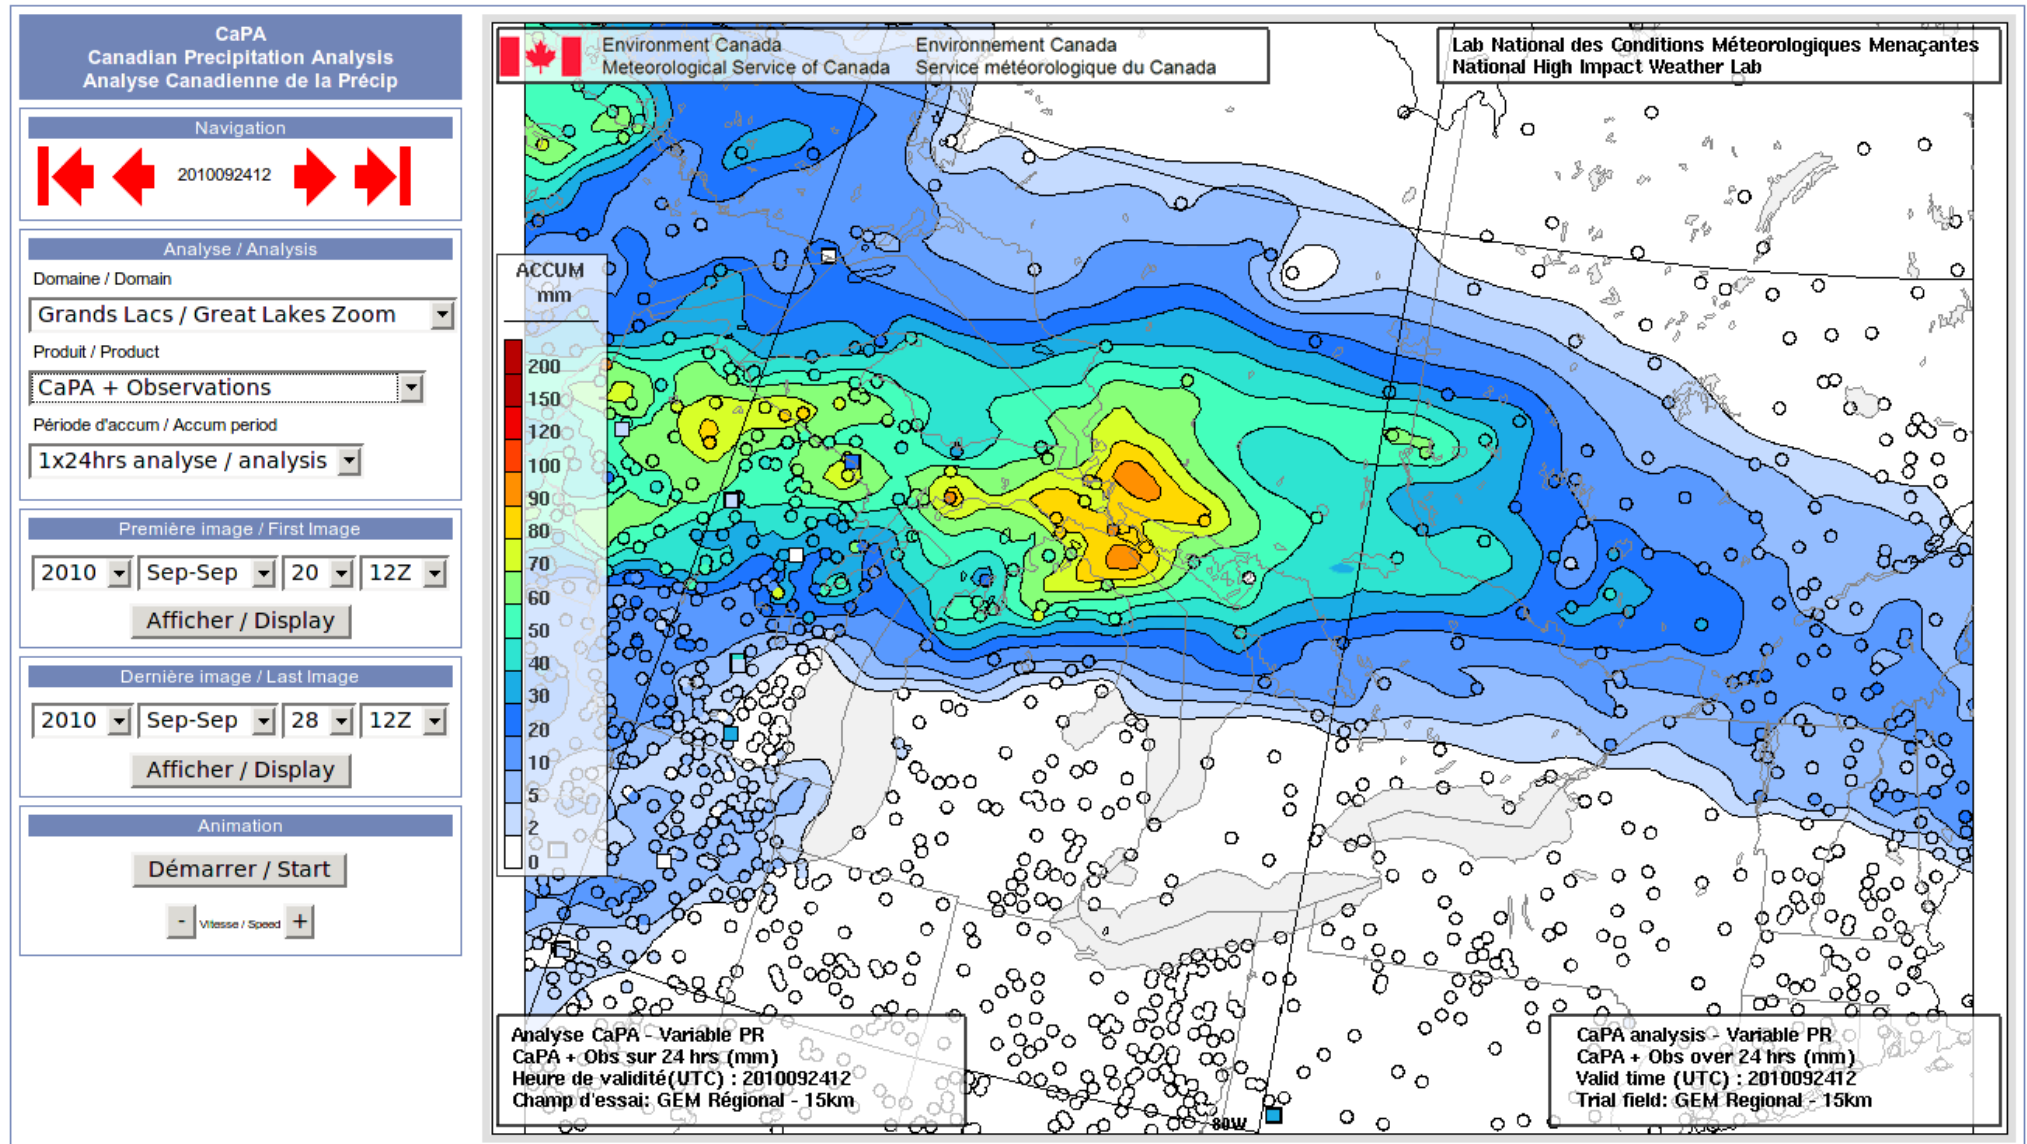 CaPA
Canadian Precipitation Analysis
Analyse Canadienne de la Précip
Navigation
2010092412
Analyse / Analysis
Domaine / Domain
Grands Lacs / Great Lakes Zoom
Produit / Product
CaPA + Observations
Période d'accum / Accum period
1x24hrs analyse / analysis
Première image / First Image
2010 Sep-Sep 20 12Z
Afficher / Display
Dernière image / Last Image
2010 Sep-Sep 28 12Z
Afficher / Display
Animation
Démarrer / Start
- Vitesse / Speed +
Environment Canada
Meteorological Service of Canada
Environnement Canada
Service météorologique du Canada
Lab National des Conditions Méteorologiques Menaçantes
National High Impact Weather Lab
ACCUM
mm
200
150
120
100
90
80
70
60
50
40
30
20
10
5
2
0
Analyse CaPA - Variable PR
CaPA + Obs sur 24 hrs (mm)
Heure de validité(UTC) : 2010092412
Champ d'essai: GEM Régional - 15km
80W
CaPA analysis - Variable PR
CaPA + Obs over 24 hrs (mm)
Valid time (UTC) : 2010092412
Trial field: GEM Regional - 15km